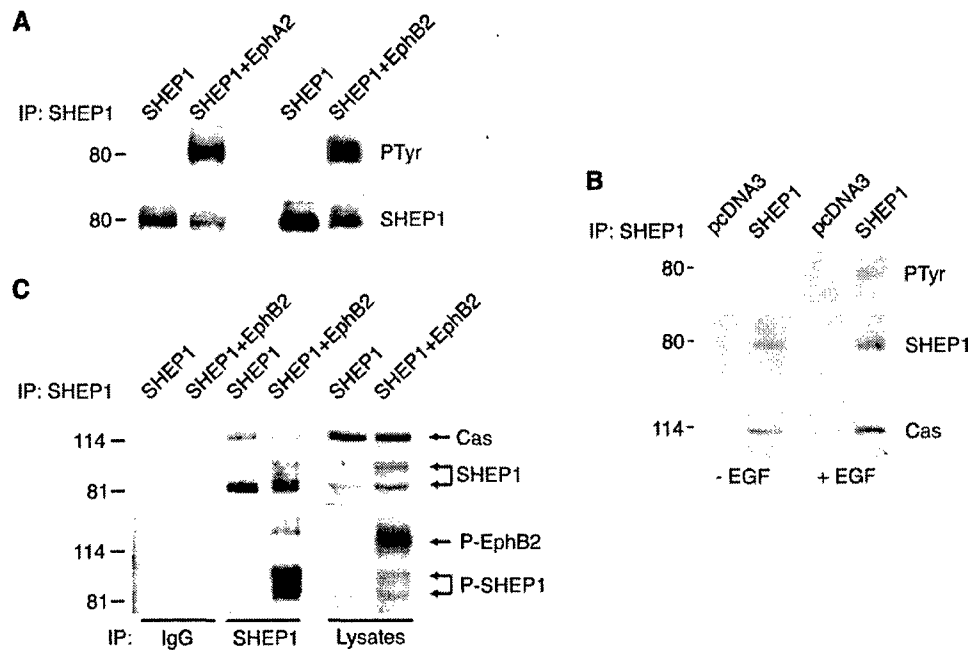 A
SHEP1
SHEP1+EphA2
SHEP1
SHEP1+EphB2
IP: SHEP1
80
PTyr
80
SHEP1
B
pcDNA3
SHEP1
pcDNA3
SHEP1
IP: SHEP1
80
PTyr
80
SHEP1
114
Cas
- EGF
+ EGF
C
SHEP1
SHEP1+EphB2
SHEP1
SHEP1+EphB2
SHEP1
SHEP1+EphB2
IP: SHEP1
114
Cas
SHEP1
81
P-EphB2
114
P-SHEP1
81
IP: IgG SHEP1 Lysates